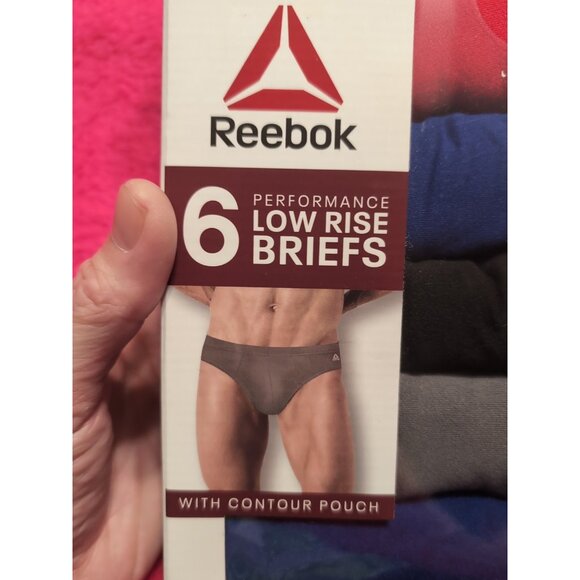 Reebok
6
PERFORMANCE
LOW RISE
BRIEFS
WITH CONTOUR POUCH